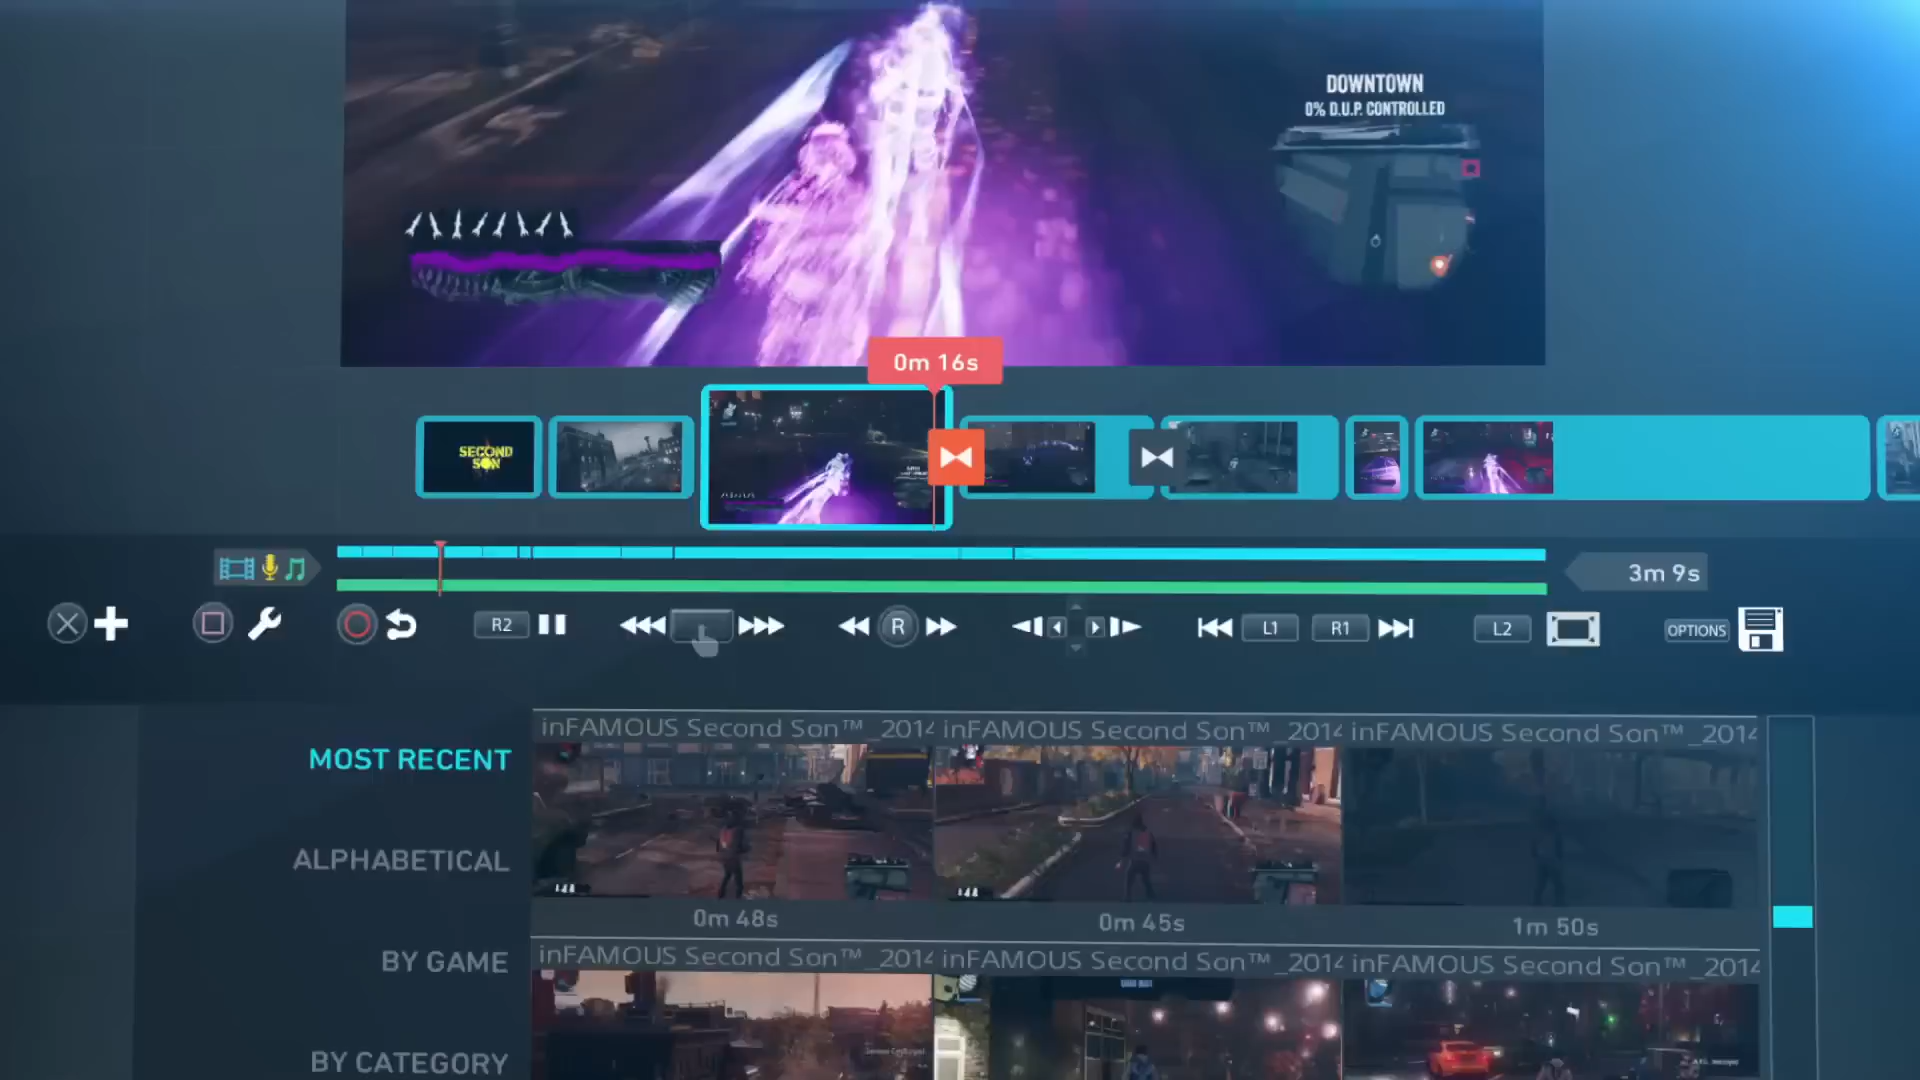 DOWNTOWN
0% D.U.P. CONTROLLED
0m 16s
SECOND
SON
3m 9s
R2
R
L1
R1
L2
OPTIONS
MOST RECENT
ALPHABETICAL
BY GAME
BY CATEGORY
inFAMOUS Second Son™_2014
inFAMOUS Second Son™_2014
inFAMOUS Second Son™_2014
0m 48s
0m 45s
1m 50s
inFAMOUS Second Son™_2014
inFAMOUS Second Son™_2014
inFAMOUS Second Son™_2014